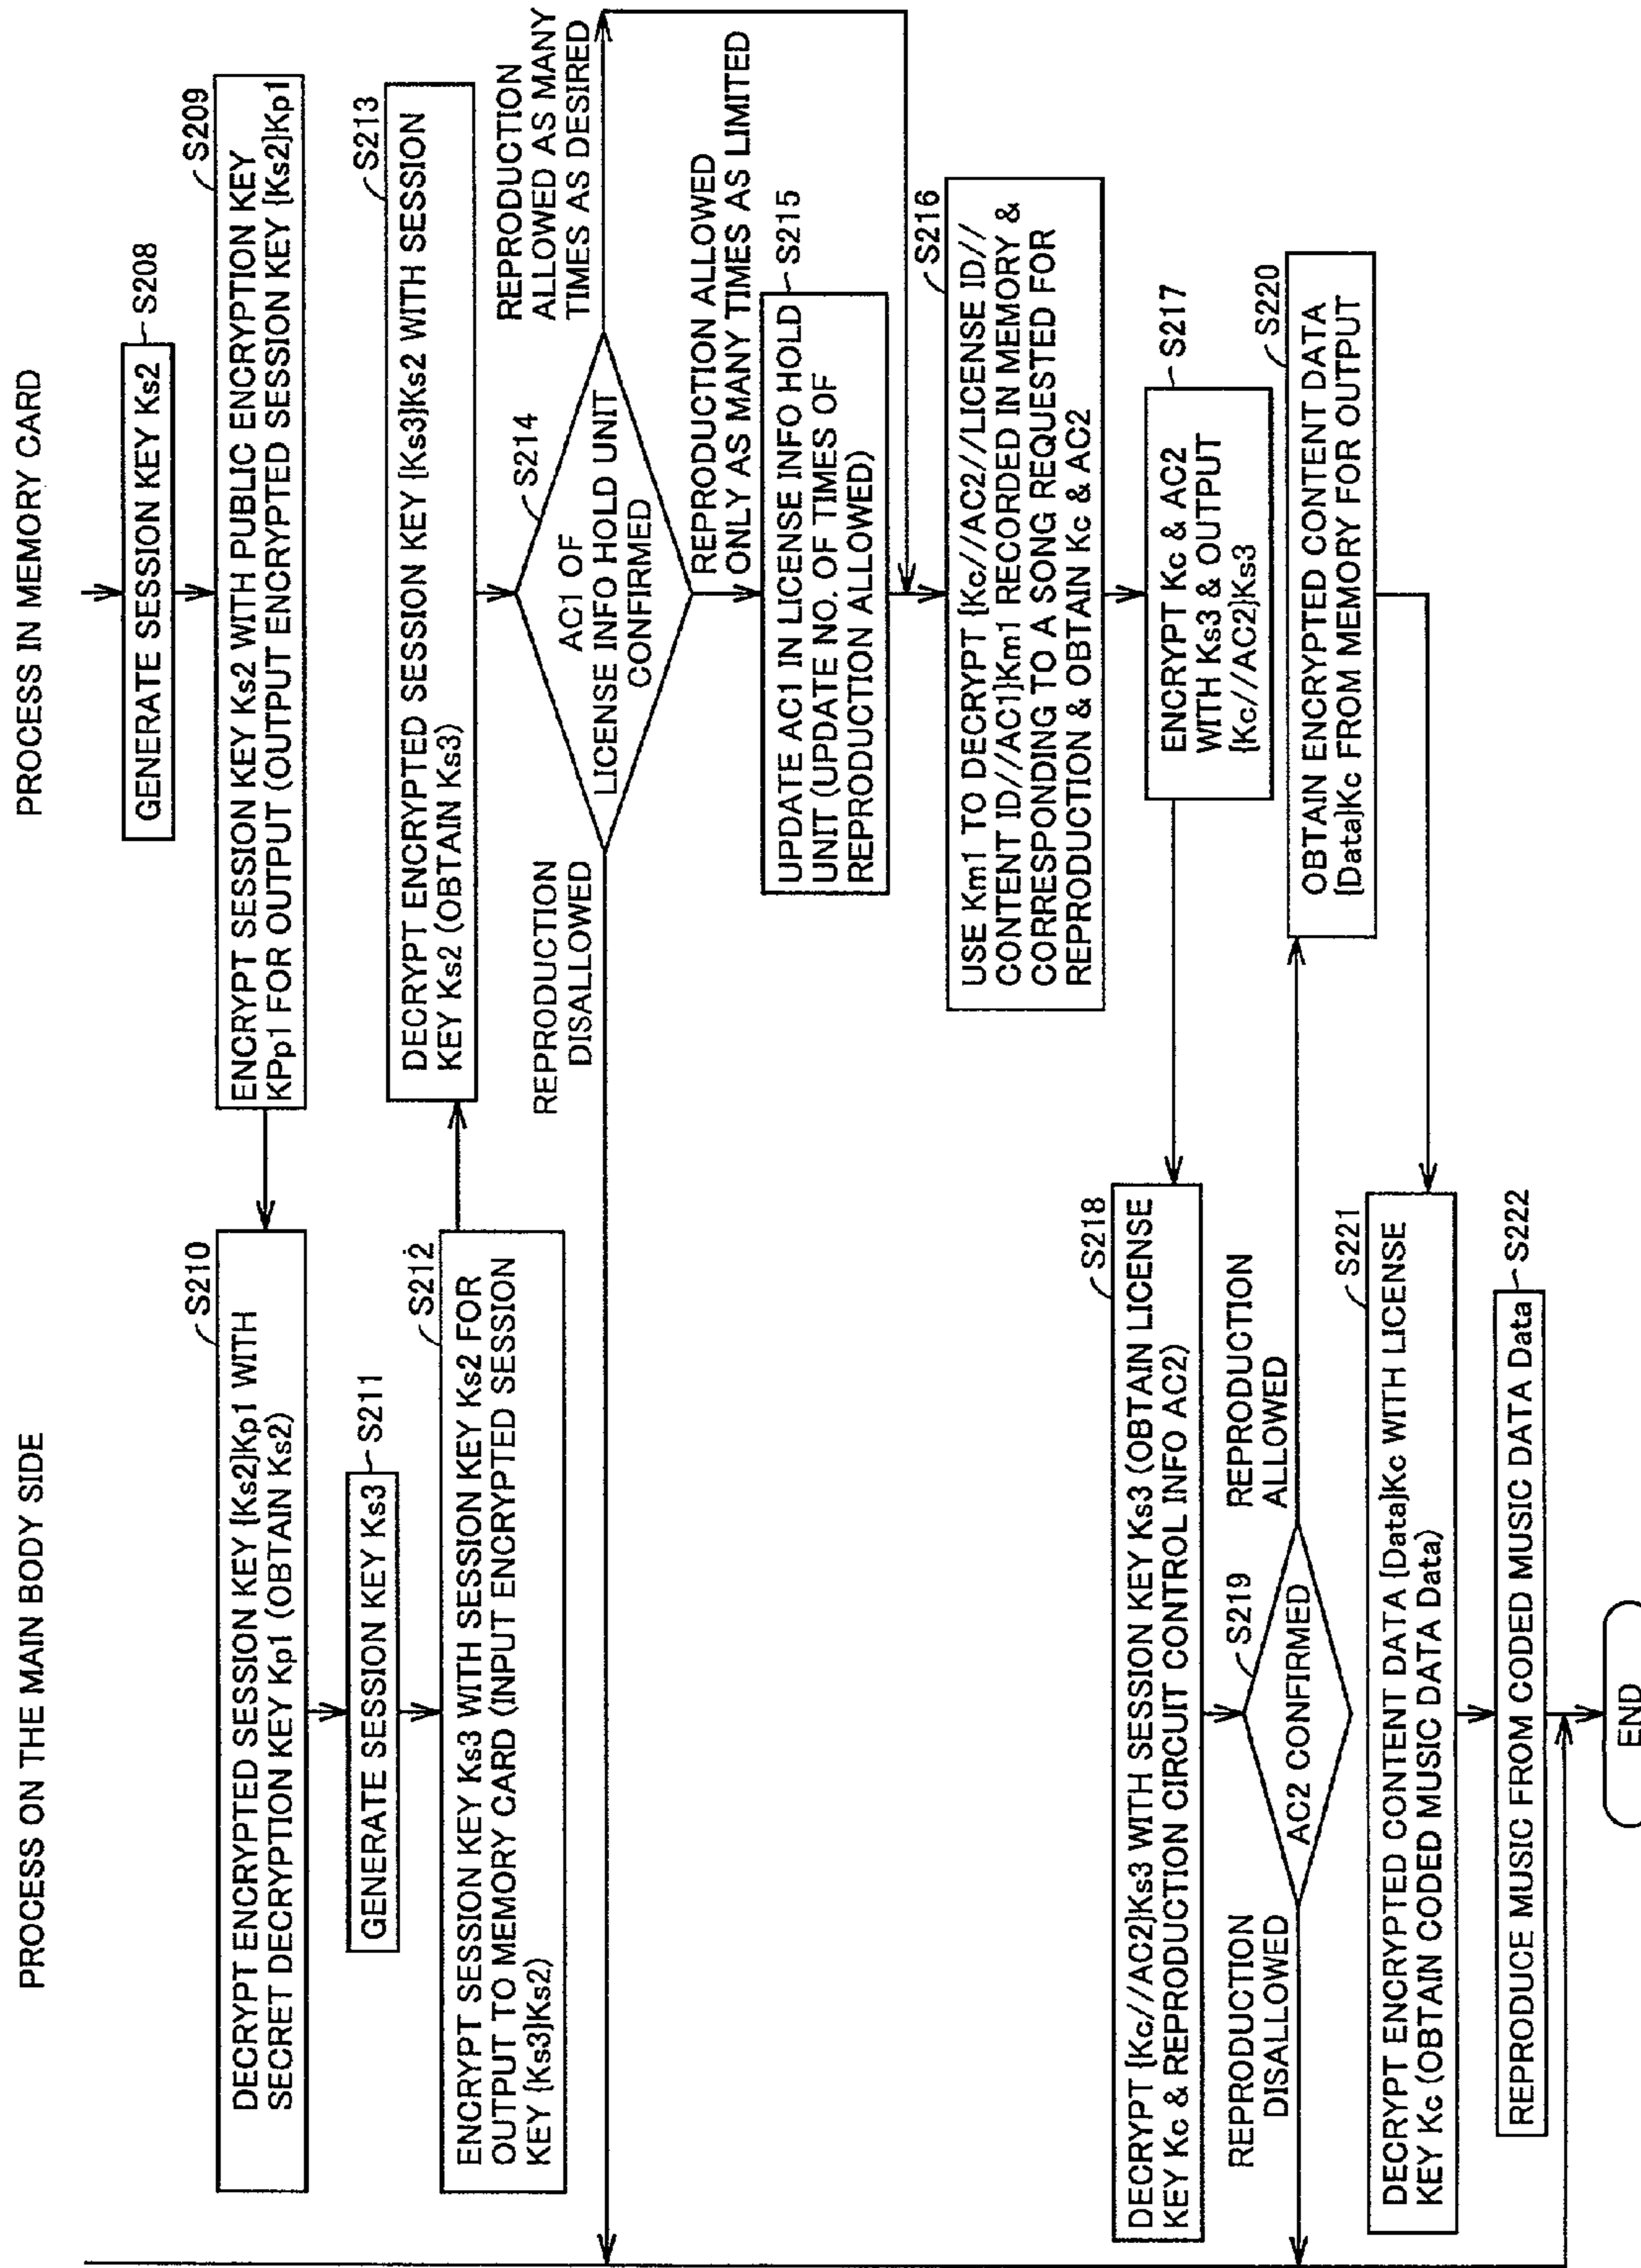 PROCESS ON THE MAIN BODY SIDE
PROCESS IN MEMORY CARD
GENERATE SESSION KEY Ks2
S208
S209
ENCRYPT SESSION KEY Ks2 WITH PUBLIC ENCRYPTION KEY
KPp1 FOR OUTPUT (OUTPUT ENCRYPTED SESSION KEY {Ks2}Kp1
S210
DECRYPT ENCRYPTED SESSION KEY {Ks2}Kp1 WITH
SECRET DECRYPTION KEY Kp1 (OBTAIN Ks2)
GENERATE SESSION KEY Ks3
S211
S212
ENCRYPT SESSION KEY Ks3 WITH SESSION KEY Ks2 FOR
OUTPUT TO MEMORY CARD (INPUT ENCRYPTED SESSION
KEY {Ks3}Ks2)
S213
DECRYPT ENCRYPTED SESSION KEY {Ks3}Ks2 WITH SESSION
KEY Ks2 (OBTAIN Ks3)
S214
AC1 OF
LICENSE INFO HOLD UNIT
CONFIRMED
REPRODUCTION
DISALLOWED
REPRODUCTION
ALLOWED AS MANY
TIMES AS DESIRED
REPRODUCTION ALLOWED
ONLY AS MANY TIMES AS LIMITED
S215
UPDATE AC1 IN LICENSE INFO HOLD
UNIT (UPDATE NO. OF TIMES OF
REPRODUCTION ALLOWED)
S216
USE Km1 TO DECRYPT {Kc//AC2//LICENSE ID//
CONTENT ID//AC1}Km1 RECORDED IN MEMORY &
CORRESPONDING TO A SONG REQUESTED FOR
REPRODUCTION & OBTAIN Kc & AC2
S217
ENCRYPT Kc & AC2
WITH Ks3 & OUTPUT
{Kc//AC2}Ks3
S218
DECRYPT {Kc//AC2}Ks3 WITH SESSION KEY Ks3 (OBTAIN LICENSE
KEY Kc & REPRODUCTION CIRCUIT CONTROL INFO AC2)
S219
AC2 CONFIRMED
REPRODUCTION
DISALLOWED
REPRODUCTION
ALLOWED
S220
OBTAIN ENCRYPTED CONTENT DATA
{Data}Kc FROM MEMORY FOR OUTPUT
S221
DECRYPT ENCRYPTED CONTENT DATA {Data}Kc WITH LICENSE
KEY Kc (OBTAIN CODED MUSIC DATA Data)
S222
REPRODUCE MUSIC FROM CODED MUSIC DATA Data
END